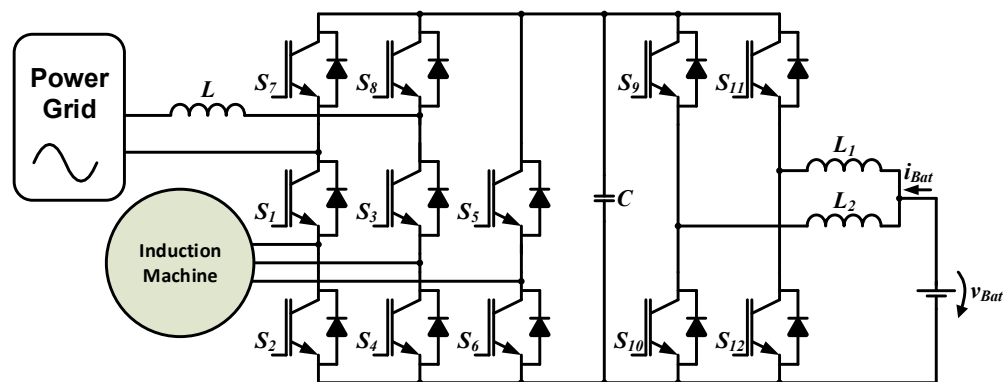 Power
Grid
L
S7
S8
S9
S11
L1
iBat
S1
S3
S5
C
L2
Induction
Machine
vBat
S2
S4
S6
S10
S12